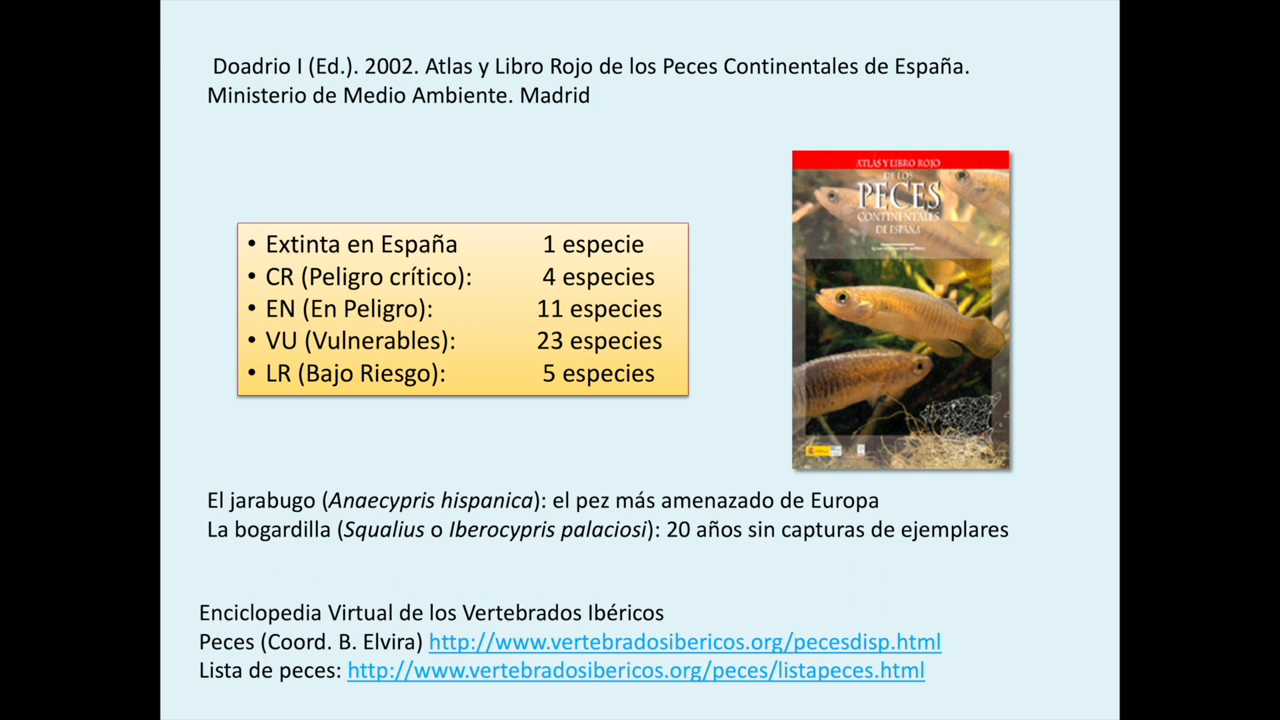 Doadrio I (Ed.). 2002. Atlas y Libro Rojo de los Peces Continentales de España.
Ministerio de Medio Ambiente. Madrid
ATLAS Y LIBRO ROJO
DE LOS
PECES
CONTINENTALES
DE ESPAÑA
• Extinta en España 1 especie
• CR (Peligro crítico): 4 especies
• EN (En Peligro): 11 especies
• VU (Vulnerables): 23 especies
• LR (Bajo Riesgo): 5 especies
El jarabugo (Anaecypris hispanica): el pez más amenazado de Europa
La bogardilla (Squalius o Iberocypris palaciosi): 20 años sin capturas de ejemplares
Enciclopedia Virtual de los Vertebrados Ibéricos
Peces (Coord. B. Elvira) http://www.vertebradosibericos.org/pecesdisp.html
Lista de peces: http://www.vertebradosibericos.org/peces/listapeces.html